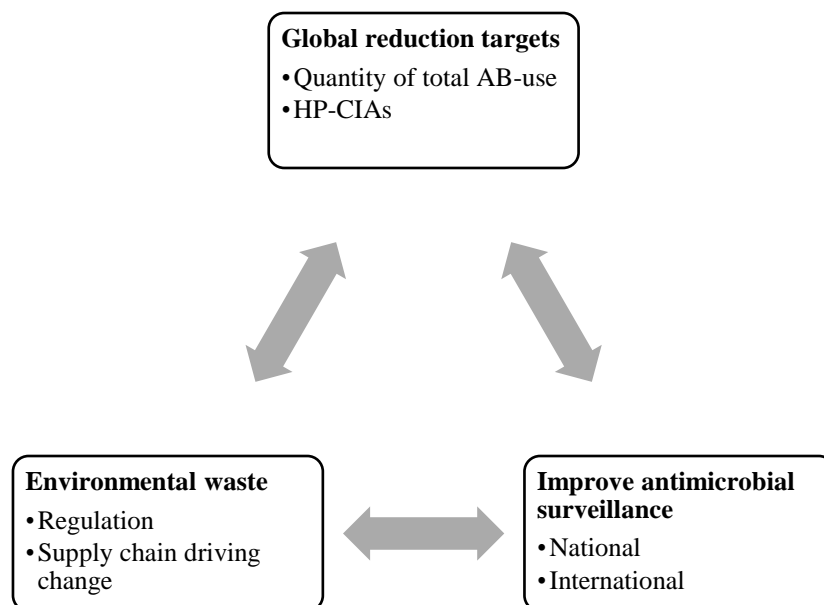 Global reduction targets
•Quantity of total AB-use
•HP-CIAs
Environmental waste
•Regulation
•Supply chain driving
change
Improve antimicrobial
surveillance
•National
•International